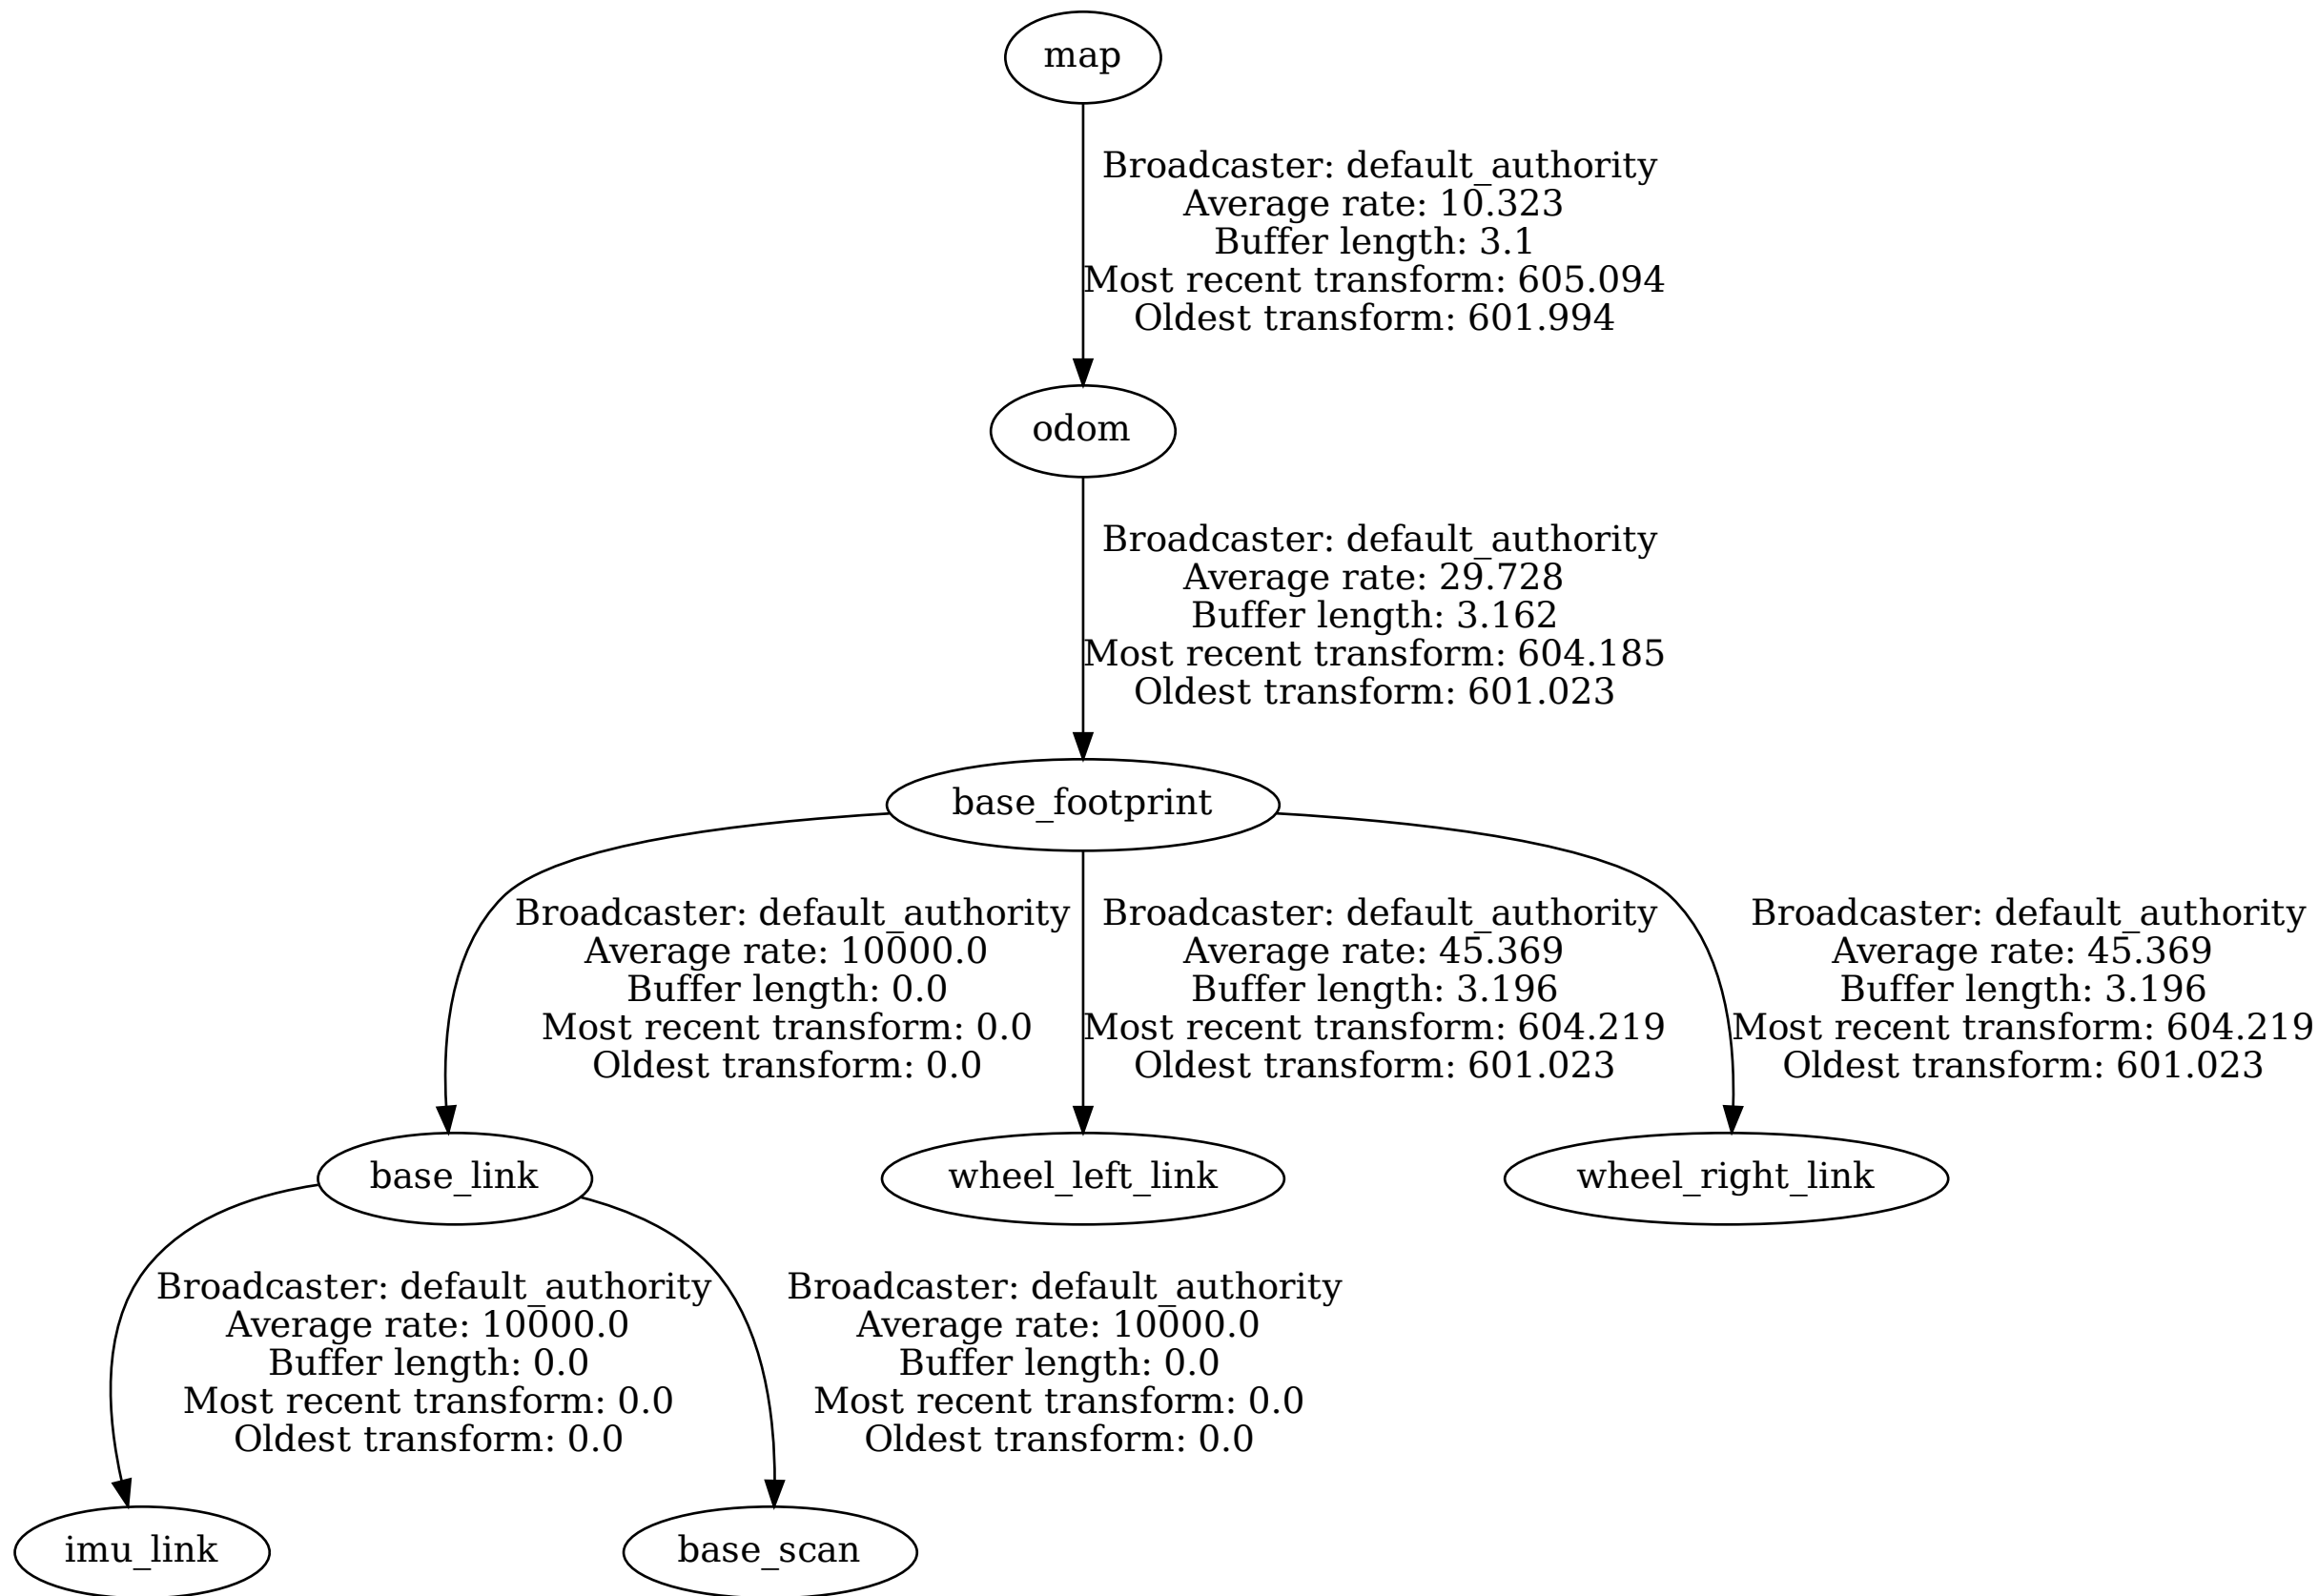 map
Broadcaster: default_authority
Average rate: 10.323
Buffer length: 3.1
Most recent transform: 605.094
Oldest transform: 601.994
odom
Broadcaster: default_authority
Average rate: 29.728
Buffer length: 3.162
Most recent transform: 604.185
Oldest transform: 601.023
base_footprint
Broadcaster: default_authority
Average rate: 10000.0
Buffer length: 0.0
Most recent transform: 0.0
Oldest transform: 0.0
Broadcaster: default_authority
Average rate: 45.369
Buffer length: 3.196
Most recent transform: 604.219
Oldest transform: 601.023
Broadcaster: default_authority
Average rate: 45.369
Buffer length: 3.196
Most recent transform: 604.219
Oldest transform: 601.023
base_link
wheel_left_link
wheel_right_link
Broadcaster: default_authority
Average rate: 10000.0
Buffer length: 0.0
Most recent transform: 0.0
Oldest transform: 0.0
Broadcaster: default_authority
Average rate: 10000.0
Buffer length: 0.0
Most recent transform: 0.0
Oldest transform: 0.0
imu_link
base_scan